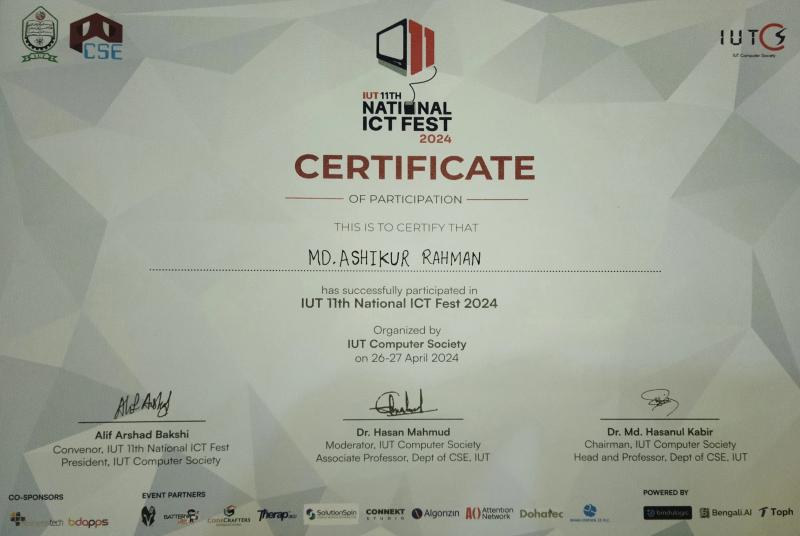 CSE
IUTCS
IUT Computer Society
IUT 11TH
NATIONAL
ICT FEST
2024
CERTIFICATE
OF PARTICIPATION
THIS IS TO CERTIFY THAT
MD. ASHIKUR RAHMAN
has successfully participated in
IUT 11th National ICT Fest 2024
Organized by
IUT Computer Society
on 26-27 April 2024
Alif Arshad Bakshi
Convenor, IUT 11th National ICT Fest
President, IUT Computer Society
Dr. Hasan Mahmud
Moderator, IUT Computer Society
Associate Professor, Dept of CSE, IUT
Dr. Md. Hasanul Kabir
Chairman, IUT Computer Society
Head and Professor, Dept of CSE, IUT
CO-SPONSORS
bdapps
EVENT PARTNERS
CODECRAFTERS
Therap
SolutionSpin
CONNEKT
STUDIO
Algorizin
Attention
Network
Dohatec
POWERED BY
Bengali.AI
Toph